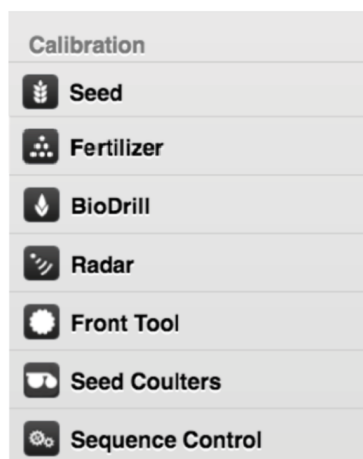 Calibration
Seed
Fertilizer
BioDrill
Radar
Front Tool
Seed Coulters
Sequence Control